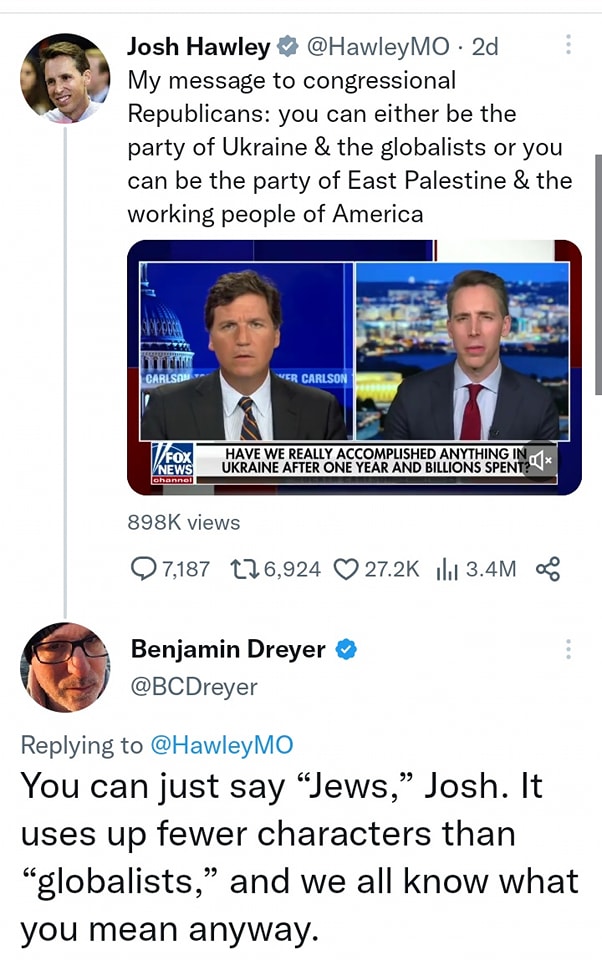 Josh Hawley @HawleyMO · 2d
My message to congressional
Republicans: you can either be the
party of Ukraine & the globalists or you
can be the party of East Palestine & the
working people of America
CARLSON
CARLSON
FOX
NEWS
channel
HAVE WE REALLY ACCOMPLISHED ANYTHING IN
UKRAINE AFTER ONE YEAR AND BILLIONS SPENT?
898K views
7,187 6,924 27.2K 3.4M
Benjamin Dreyer
@BCDreyer
Replying to @HawleyMO
You can just say “Jews,” Josh. It
uses up fewer characters than
“globalists,” and we all know what
you mean anyway.